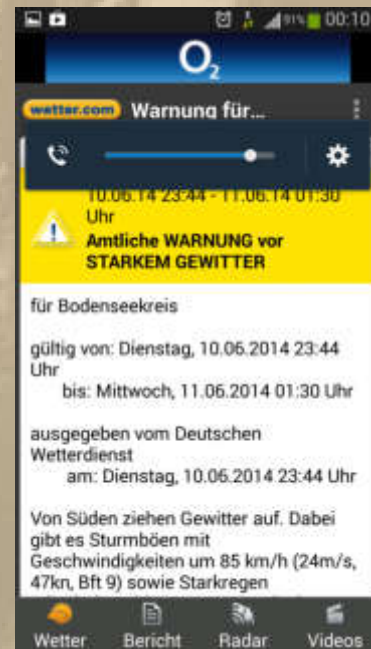 91% 00:10
O2
wetter.com Warnung für...
10.06.14 23:44 - 11.06.14 01:30
Uhr
Amtliche WARNUNG vor
STARKEM GEWITTER
für Bodenseekreis
gültig von: Dienstag, 10.06.2014 23:44
Uhr
bis: Mittwoch, 11.06.2014 01:30 Uhr
ausgegeben vom Deutschen
Wetterdienst
am: Dienstag, 10.06.2014 23:44 Uhr
Von Süden ziehen Gewitter auf. Dabei
gibt es Sturmböen mit
Geschwindigkeiten um 85 km/h (24m/s,
47kn, Bft 9) sowie Starkregen
Wetter Bericht Radar Videos